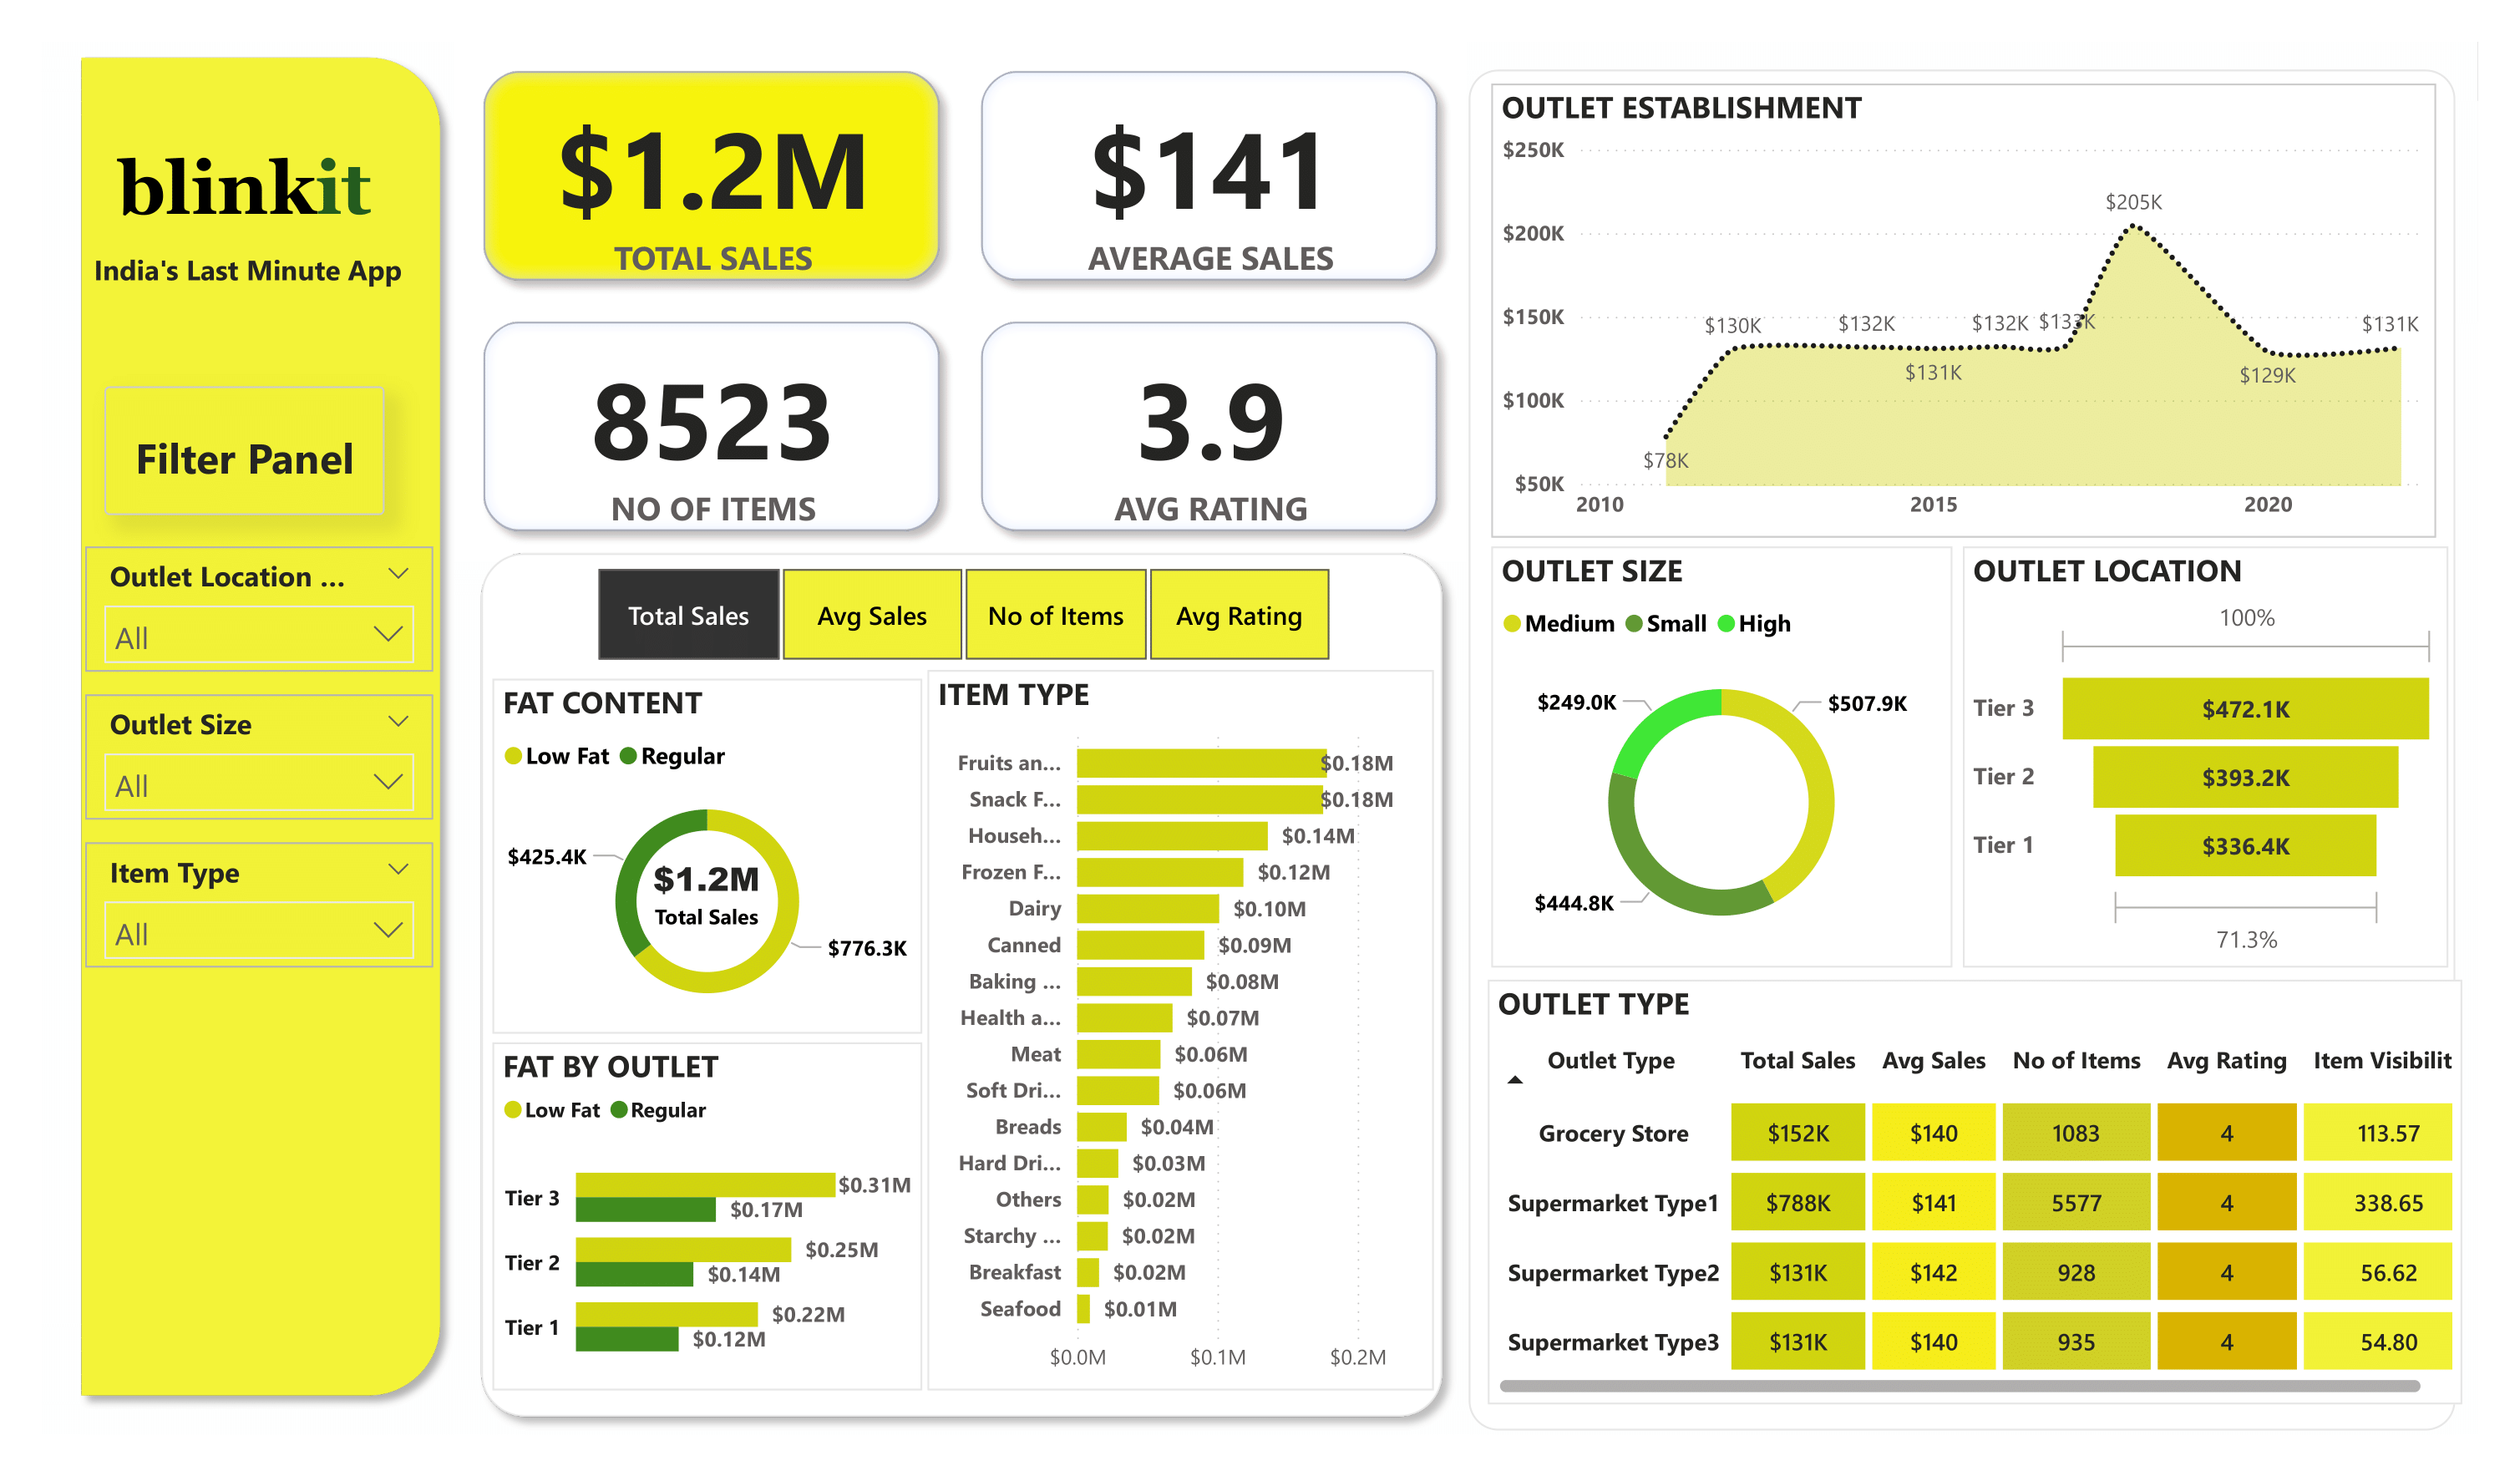 blinkit
India's Last Minute App
Filter Panel
Outlet Location ...
All
Outlet Size
All
Item Type
All
$1.2M
TOTAL SALES
$141
AVERAGE SALES
8523
NO OF ITEMS
3.9
AVG RATING
Total Sales Avg Sales No of Items Avg Rating
FAT CONTENT
Low Fat Regular
$425.4K
$1.2M
Total Sales
$776.3K
FAT BY OUTLET
Low Fat Regular
Tier 3 $0.31M
$0.17M
Tier 2 $0.25M
$0.14M
Tier 1 $0.22M
$0.12M
ITEM TYPE
Fruits an... $0.18M
Snack F... $0.18M
Househ... $0.14M
Frozen F... $0.12M
Dairy $0.10M
Canned $0.09M
Baking ... $0.08M
Health a... $0.07M
Meat $0.06M
Soft Dri... $0.06M
Breads $0.04M
Hard Dri... $0.03M
Others $0.02M
Starchy ... $0.02M
Breakfast $0.02M
Seafood $0.01M
$0.0M $0.1M $0.2M
OUTLET ESTABLISHMENT
$250K
$200K
$150K
$100K
$50K
$78K
$130K
$132K
$131K
$132K
$133K
$205K
$129K
$131K
2010 2015 2020
OUTLET SIZE
Medium Small High
$249.0K
$507.9K
$444.8K
OUTLET LOCATION
100%
Tier 3 $472.1K
Tier 2 $393.2K
Tier 1 $336.4K
71.3%
OUTLET TYPE
Outlet Type Total Sales Avg Sales No of Items Avg Rating Item Visibilit
Grocery Store $152K $140 1083 4 113.57
Supermarket Type1 $788K $141 5577 4 338.65
Supermarket Type2 $131K $142 928 4 56.62
Supermarket Type3 $131K $140 935 4 54.80